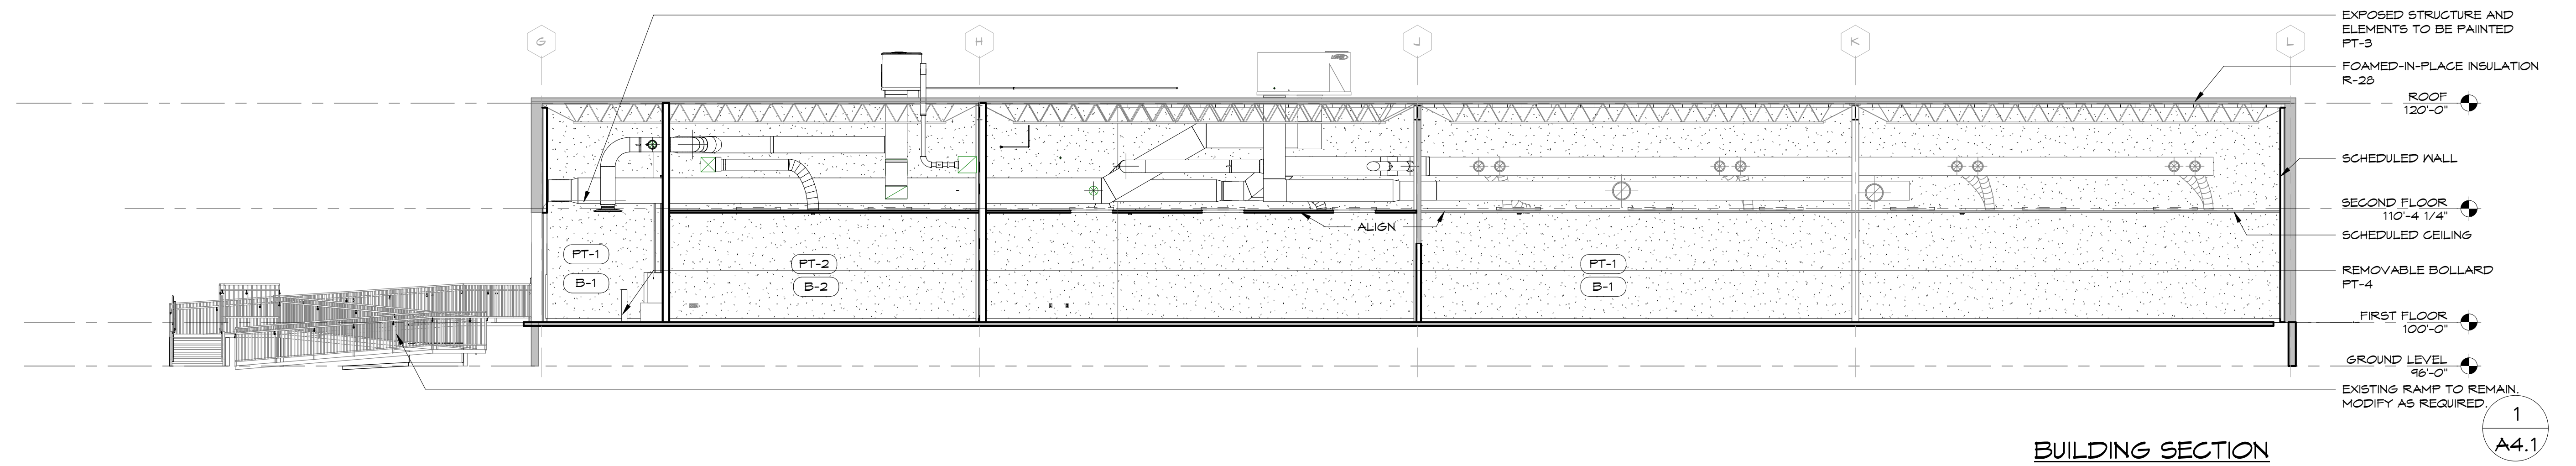 EXPOSED STRUCTURE AND
ELEMENTS TO BE PAIINTED
PT-3
G
H
J
K
L
FOAMED-IN-PLACE INSULATION
R-28
ROOF
120'-0"
SCHEDULED WALL
SECOND FLOOR
110'-4 1/4"
ALIGN
SCHEDULED CEILING
PT-1
B-1
PT-2
B-2
PT-1
B-1
REMOVABLE BOLLARD
PT-4
FIRST FLOOR
100'-0"
GROUND LEVEL
96'-0"
EXISTING RAMP TO REMAIN.
MODIFY AS REQUIRED.
1
A4.1
BUILDING SECTION